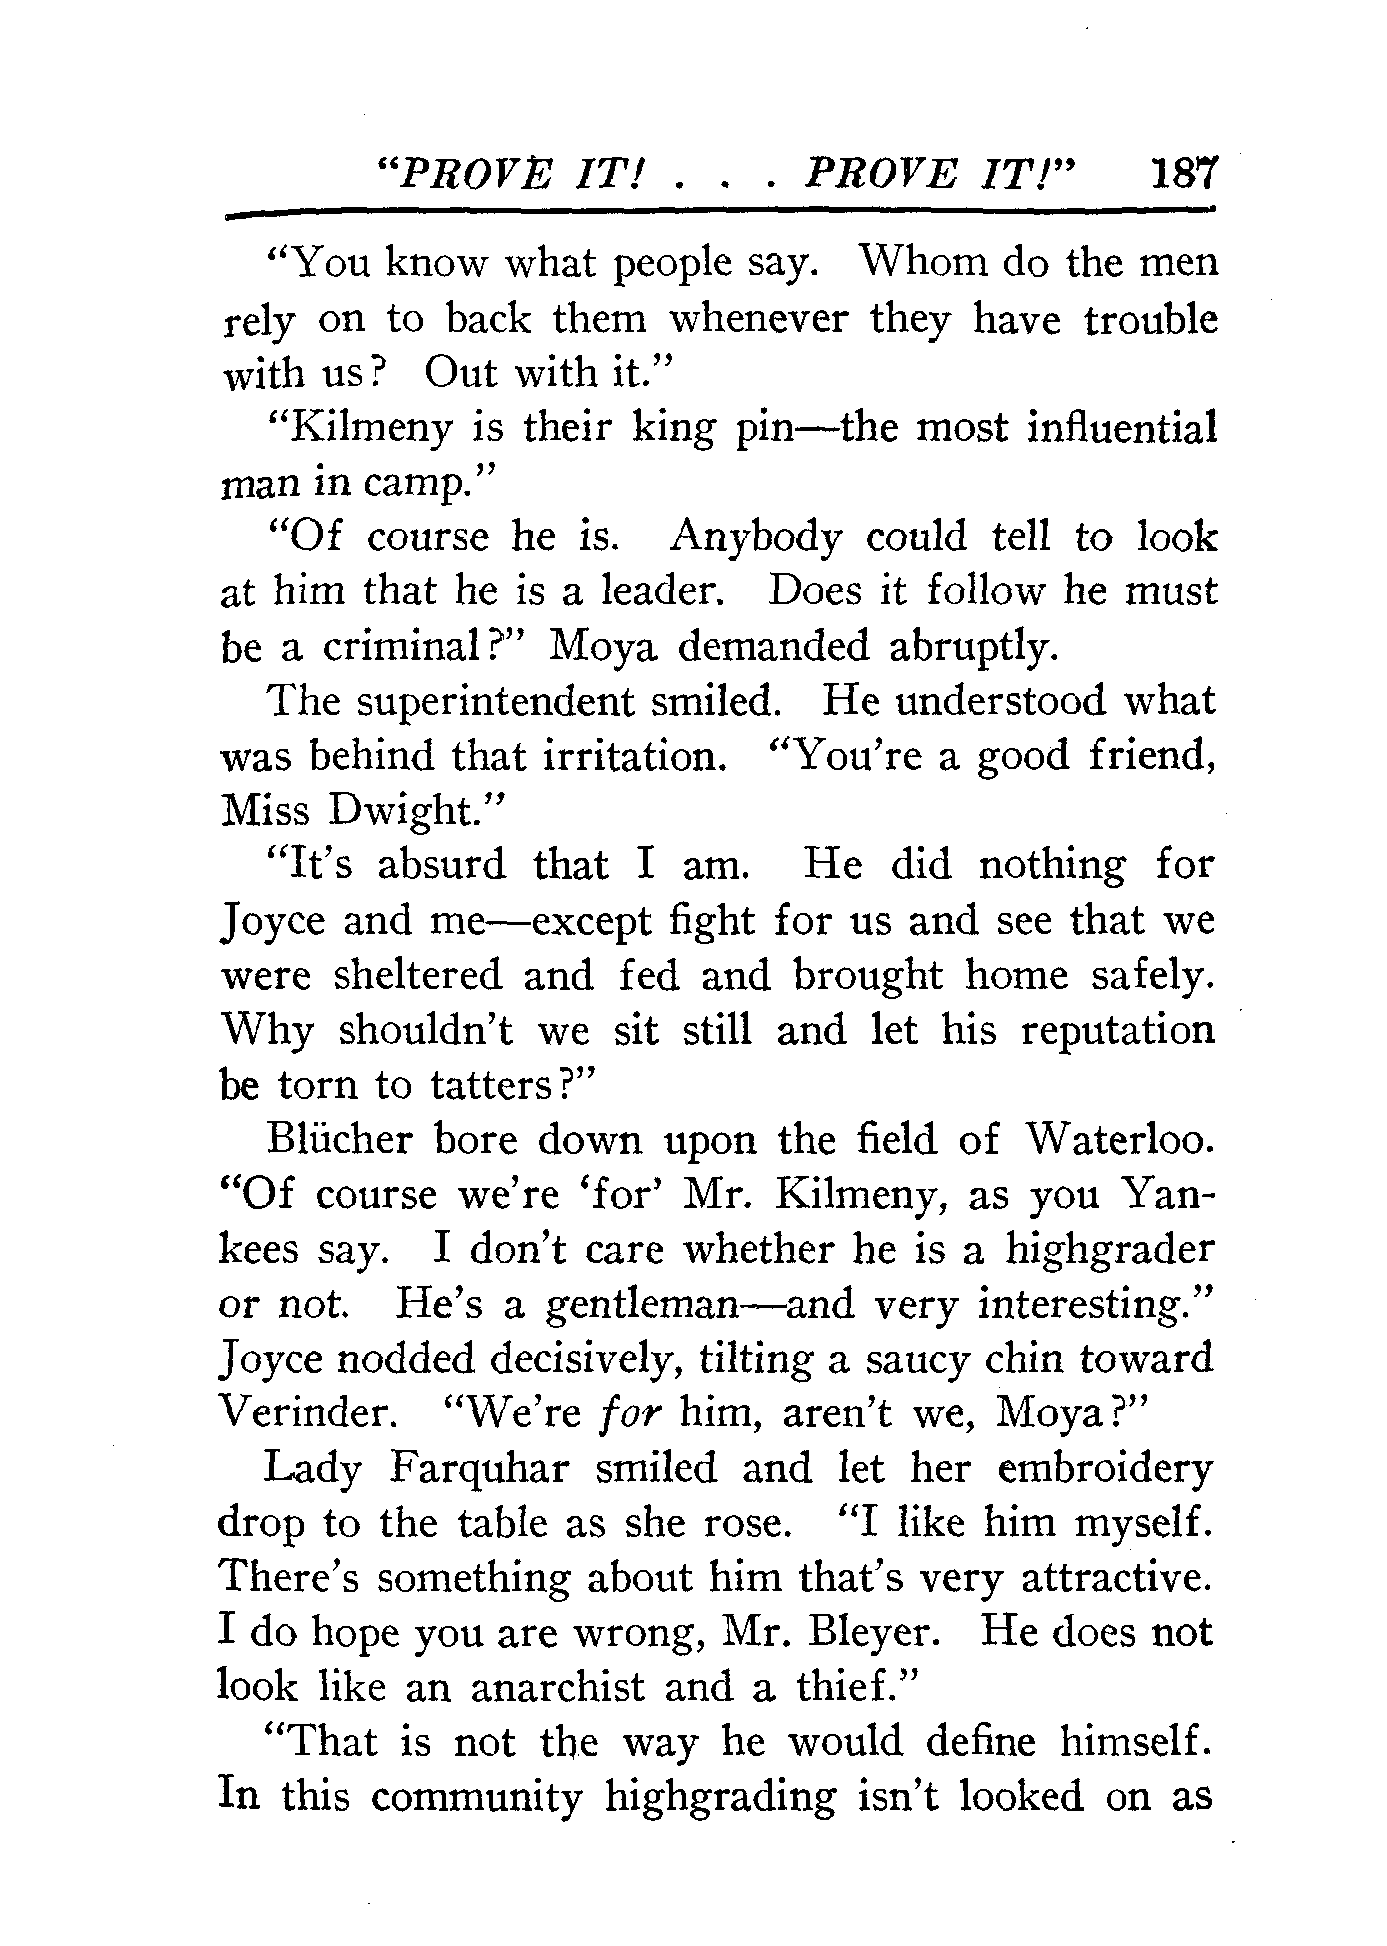 “PROVE IT! . . . PROVE IT!” 187
“You know what people say. Whom do the men
rely on to back them whenever they have trouble
with us? Out with it.”
“Kilmeny is their king pin—the most influential
man in camp.”
“Of course he is. Anybody could tell to look
at him that he is a leader. Does it follow he must
be a criminal?” Moya demanded abruptly.
The superintendent smiled. He understood what
was behind that irritation. “You’re a good friend,
Miss Dwight.”
“It’s absurd that I am. He did nothing for
Joyce and me—except fight for us and see that we
were sheltered and fed and brought home safely.
Why shouldn’t we sit still and let his reputation
be torn to tatters?”
Blücher bore down upon the field of Waterloo.
“Of course we’re ‘for’ Mr. Kilmeny, as you Yan-
kees say. I don’t care whether he is a highgrader
or not. He’s a gentleman—and very interesting.”
Joyce nodded decisively, tilting a saucy chin toward
Verinder. “We’re for him, aren’t we, Moya?”
Lady Farquhar smiled and let her embroidery
drop to the table as she rose. “I like him myself.
There’s something about him that’s very attractive.
I do hope you are wrong, Mr. Bleyer. He does not
look like an anarchist and a thief.”
“That is not the way he would define himself.
In this community highgrading isn’t looked on as